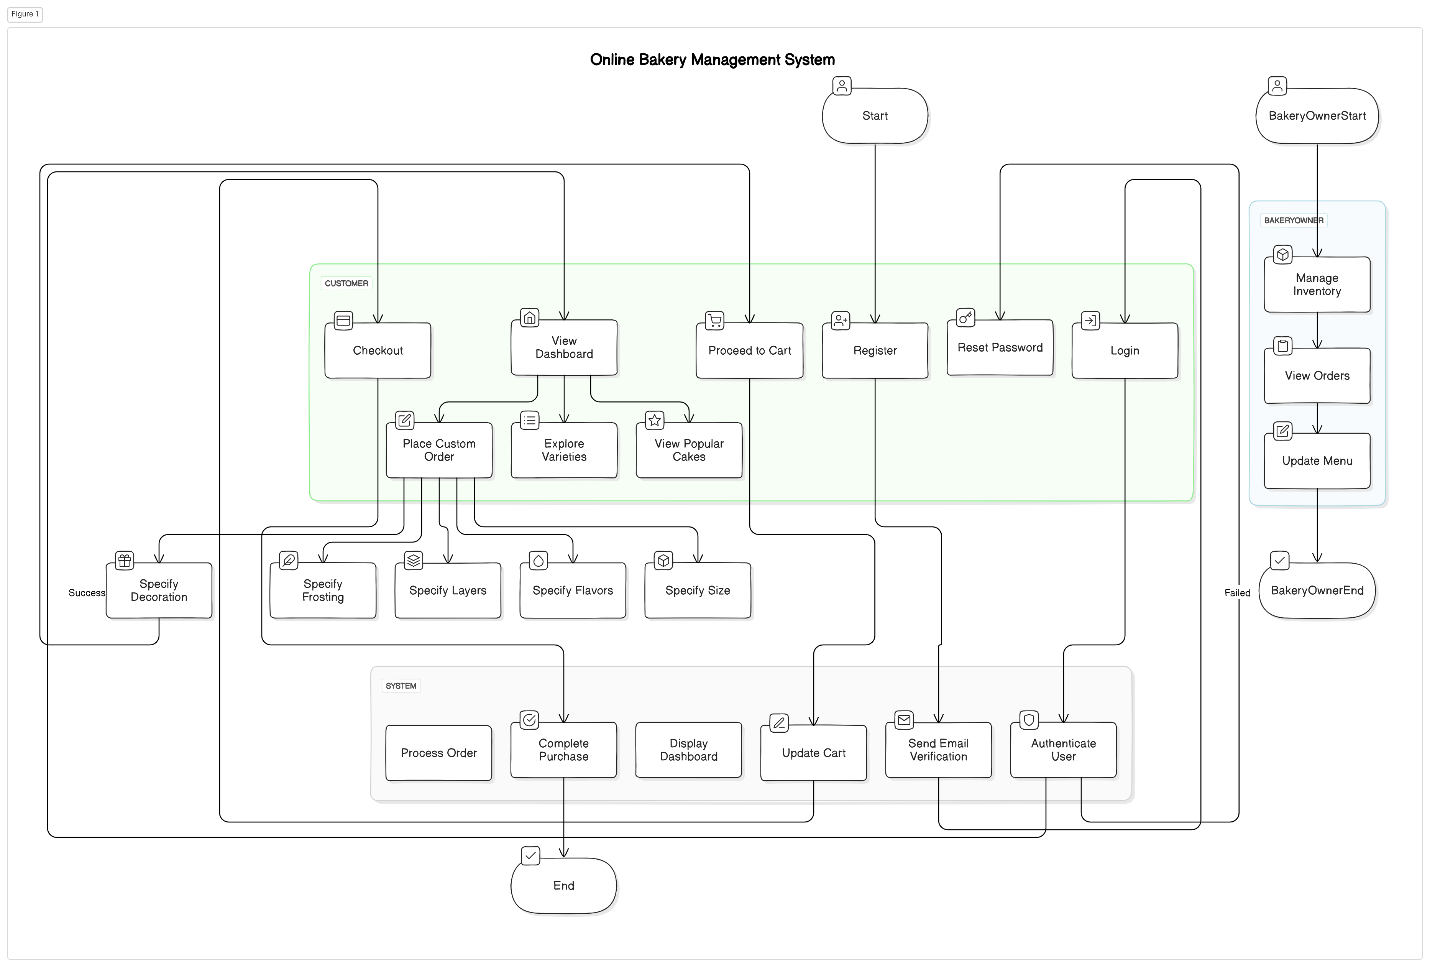 Figure 1
Online Bakery Management System
Start
BakeryOwnerStart
BAKERYOWNER
Manage
Inventory
CUSTOMER
Checkout
View
Dashboard
Proceed to Cart
Register
Reset Password
Login
View Orders
Place Custom
Order
Explore
Varieties
View Popular
Cakes
Update Menu
Success
Specify
Decoration
Specify
Frosting
Specify Layers
Specify Flavors
Specify Size
Failed
BakeryOwnerEnd
SYSTEM
Process Order
Complete
Purchase
Display
Dashboard
Update Cart
Send Email
Verification
Authenticate
User
End